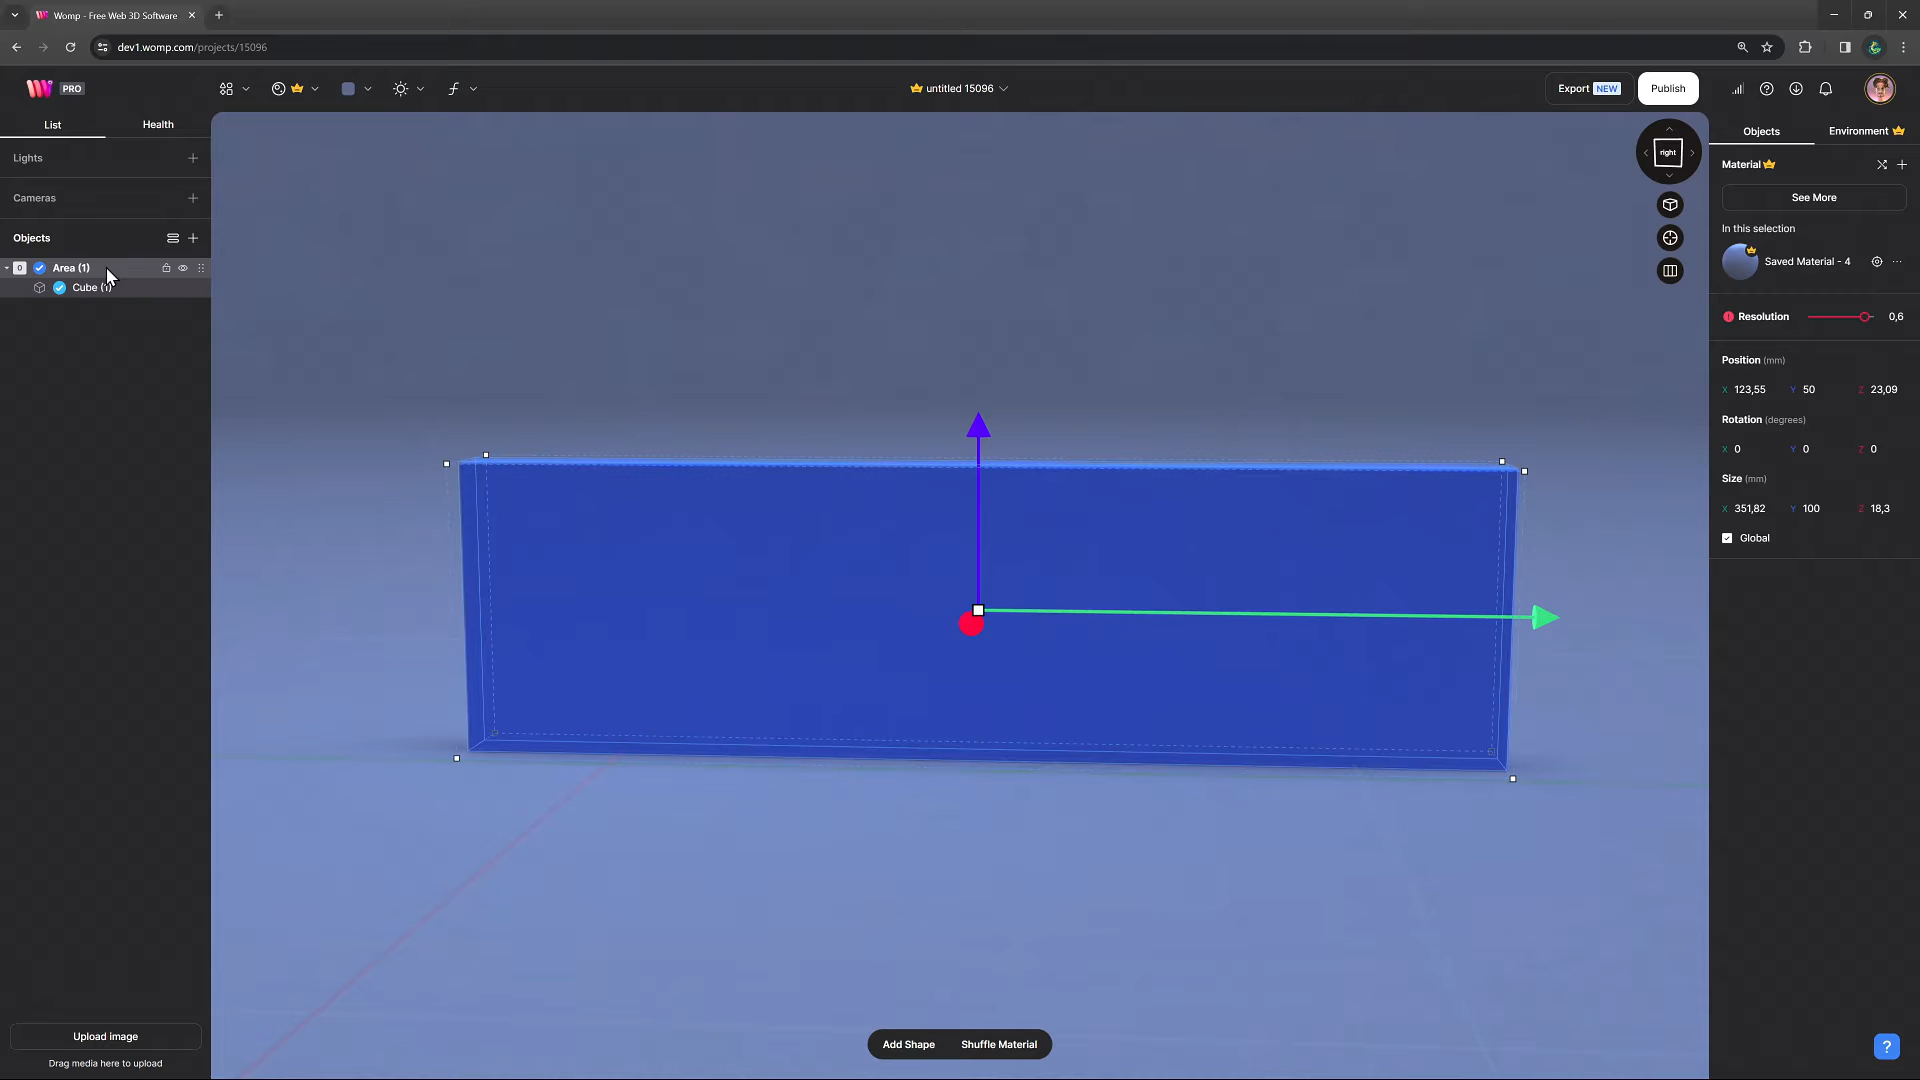 Womp - Free Web 3D Software
dev1.womp.com/projects/15096
PRO
untitled 15096
Export NEW
Publish
List
Health
Lights
Cameras
Objects
0 Area (1)
Cube (1)
Upload image
Drag media here to upload
right
Add Shape
Shuffle Material
Objects
Environment
Material
See More
In this selection
Saved Material - 4
Resolution 0,6
Position (mm)
X 123,55 Y 50 Z 23,09
Rotation (degrees)
X 0 Y 0 Z 0
Size (mm)
X 351,82 Y 100 Z 18,3
Global
?